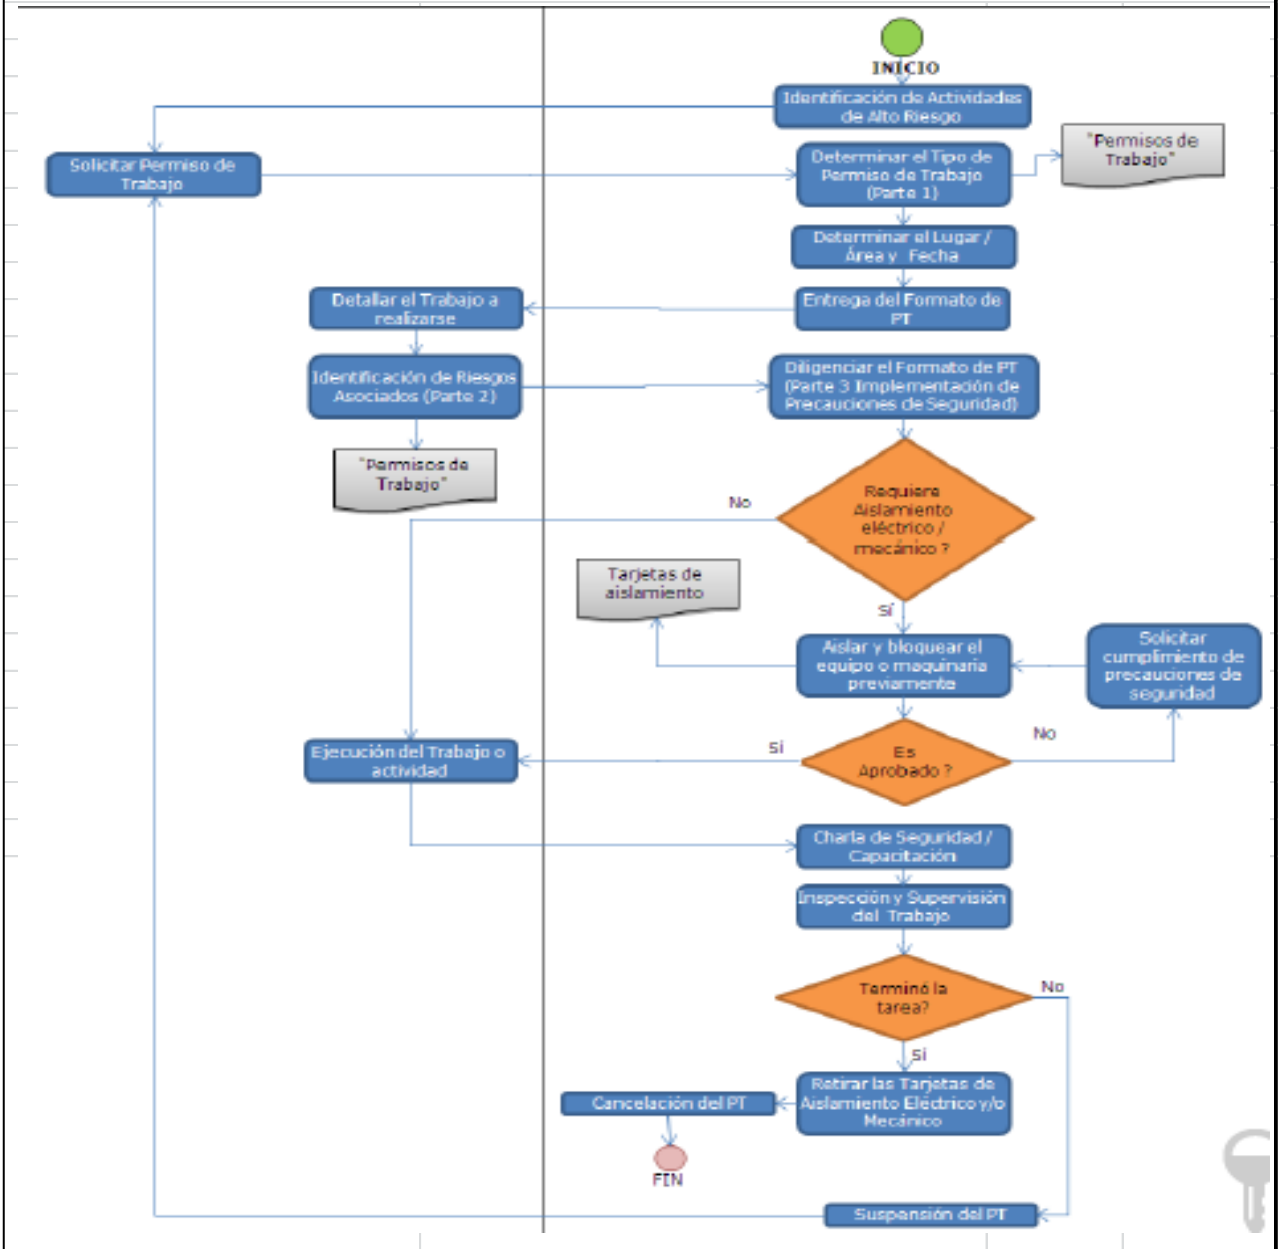 INICIO
Identificación de Actividades
de Alto Riesgo
"Permisos de
Trabajo"
Solicitar Permiso de
Trabajo
Determinar el Tipo de
Permiso de Trabajo
(Parte 1)
Determinar el Lugar /
Área y Fecha
Detallar el Trabajo a
realizarse
Entrega del Formato de
PT
Identificación de Riesgos
Asociados (Parte 2)
Diligenciar el Formato de PT
(Parte 3 Implementación de
Precauciones de Seguridad)
"Permisos de
Trabajo"
No
Requiere
Aislamiento
eléctrico /
mecánico ?
Tarjetas de
aislamiento
Sí
Aislar y bloquear el
equipo o maquinaria
previamente
Solicitar
cumplimiento de
precauciones de
seguridad
Ejecución del Trabajo o
actividad
Sí
Es
Aprobado ?
No
Charla de Seguridad /
Capacitación
Inspección y Supervisión
del Trabajo
Terminó la
tarea?
No
Sí
Retirar las Tarjetas de
Aislamiento Eléctrico y/o
Mecánico
Cancelación del PT
FIN
Suspensión del PT